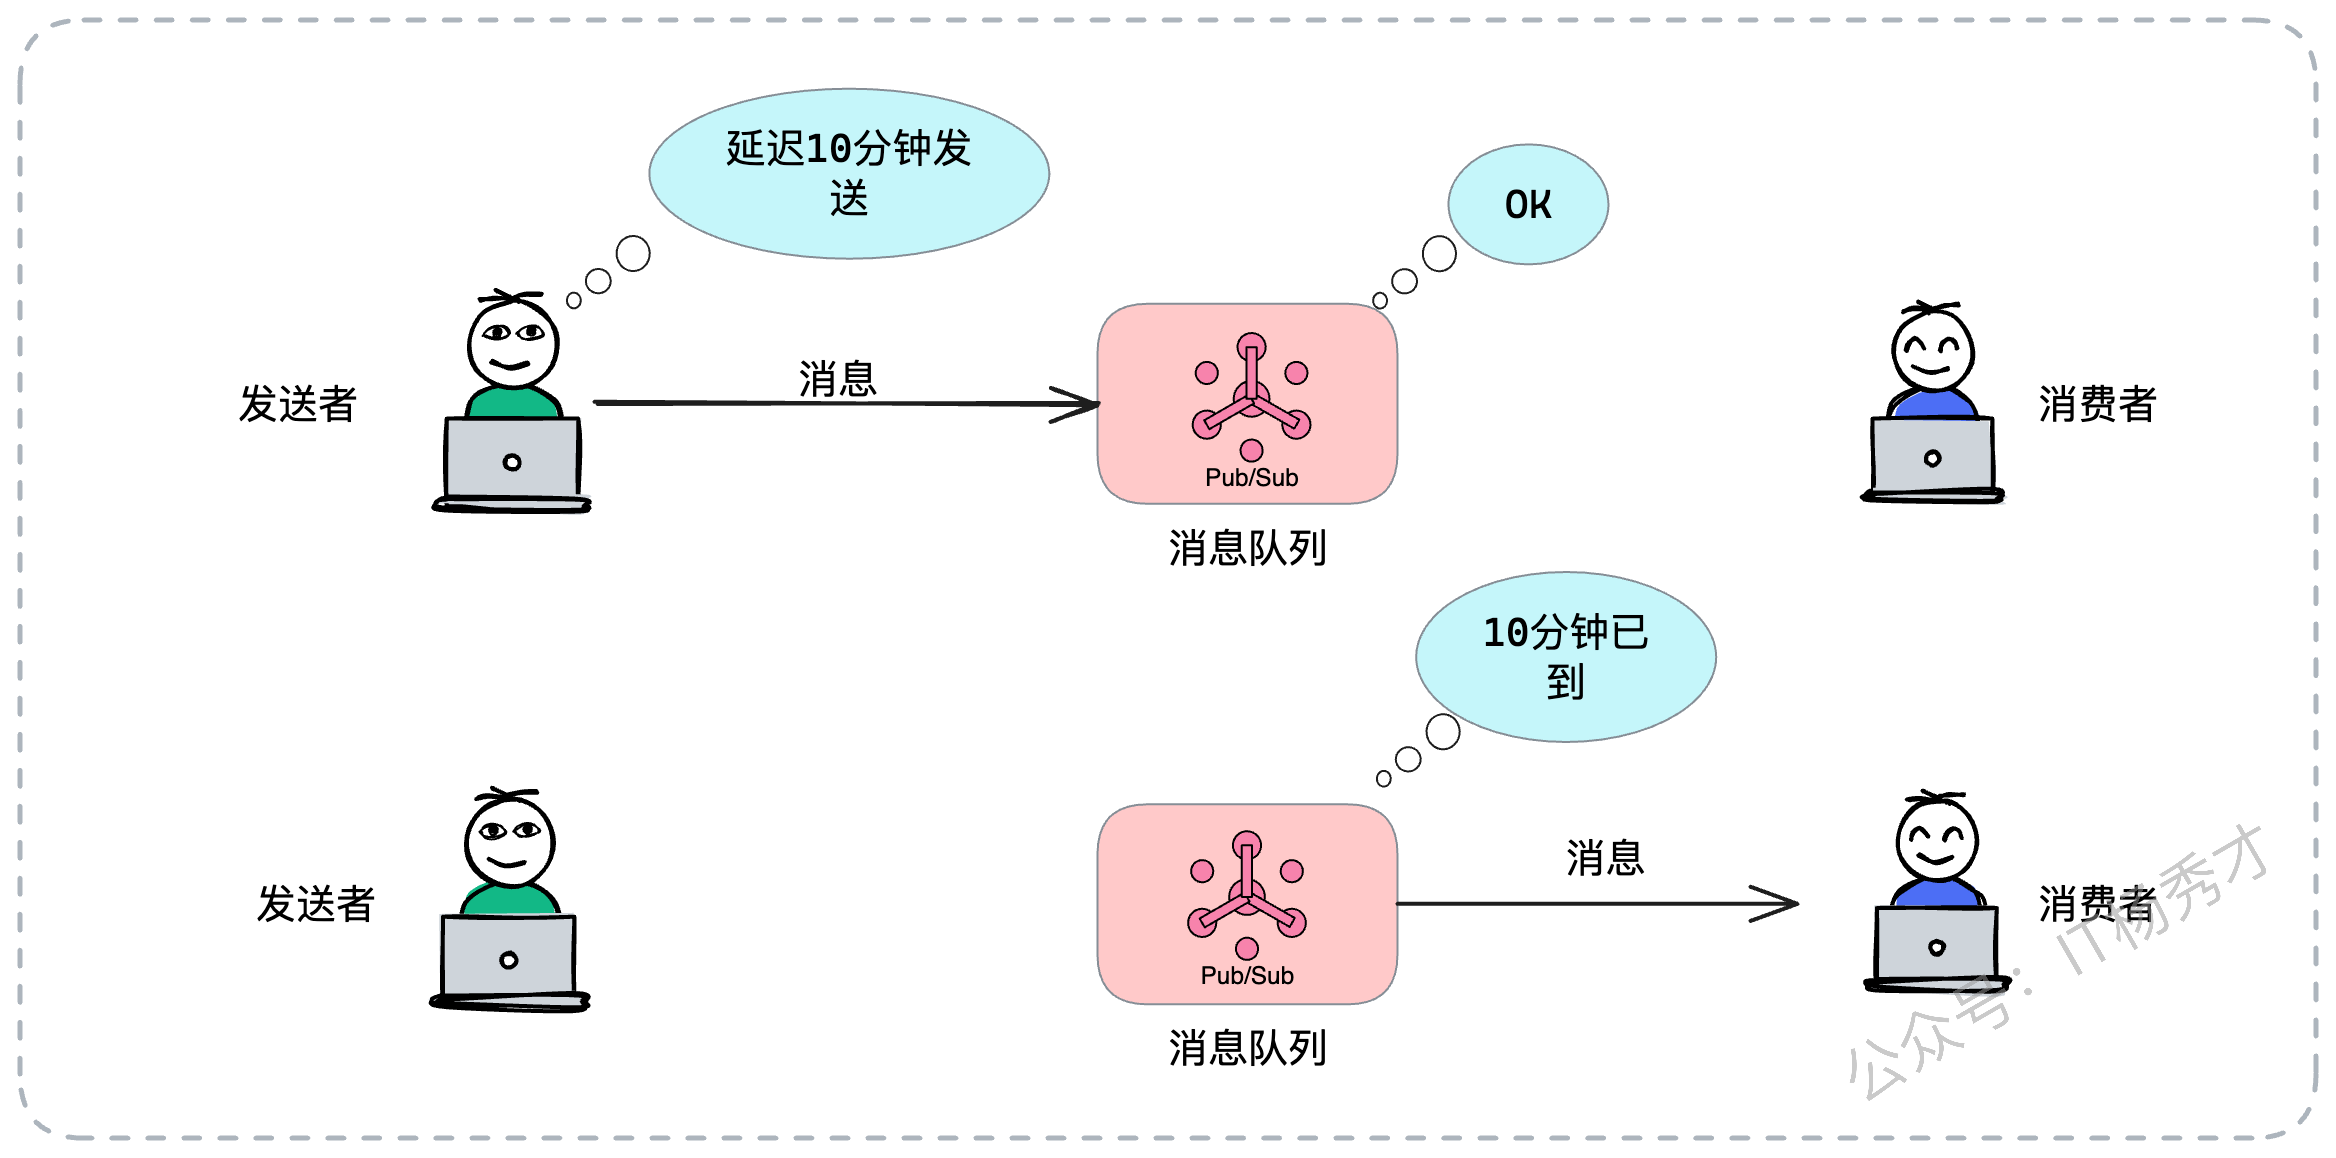 延迟10分钟发
送
OK
消息
发送者
消费者
Pub/Sub
消息队列
10分钟已
到
消息
发送者
消费者
Pub/Sub
消息队列
公众号：IT杨秀才